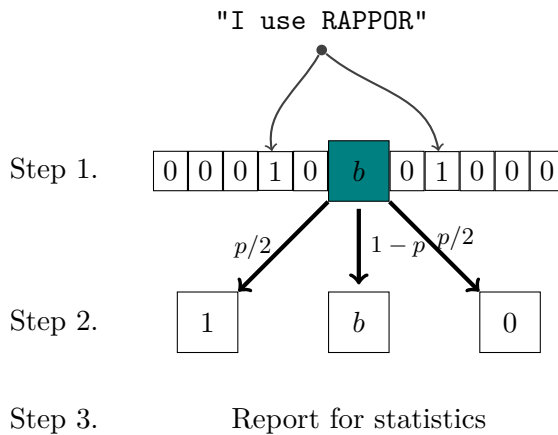 "I use RAPPOR"
Step 1. 0 0 0 1 0 b 0 1 0 0 0
p/2 1 − p p/2
Step 2. 1 b 0
Step 3. Report for statistics